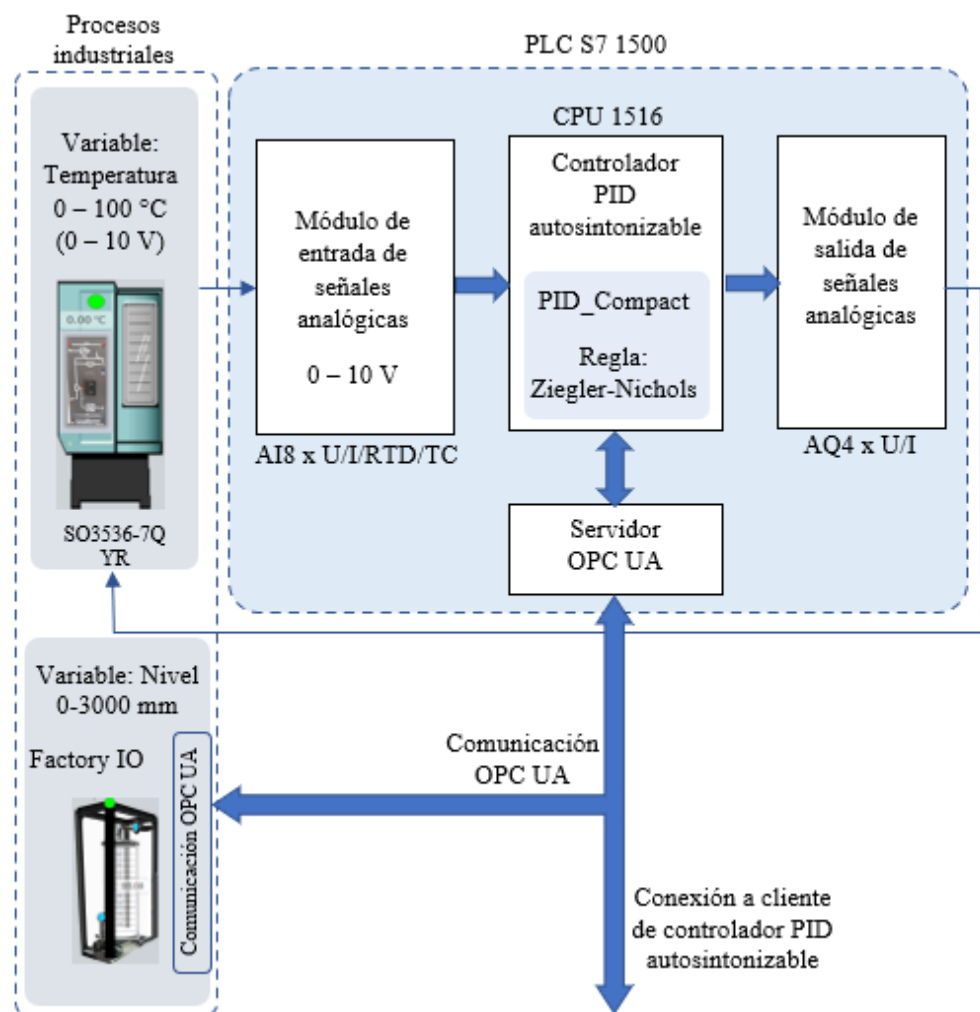 Procesos
industriales
Variable:
Temperatura
0 – 100 °C
(0 – 10 V)
0.00 °C
SO3536-7Q
YR
PLC S7 1500
Módulo de
entrada de
señales
analógicas
0 – 10 V
AI8 x U/I/RTD/TC
CPU 1516
Controlador
PID
autosintonizable
PID_Compact
Regla:
Ziegler-Nichols
Módulo de
salida de
señales
analógicas
AQ4 x U/I
Servidor
OPC UA
Variable: Nivel
0-3000 mm
Factory IO
Comunicación OPC UA
Comunicación
OPC UA
Conexión a cliente
de controlador PID
autosintonizable